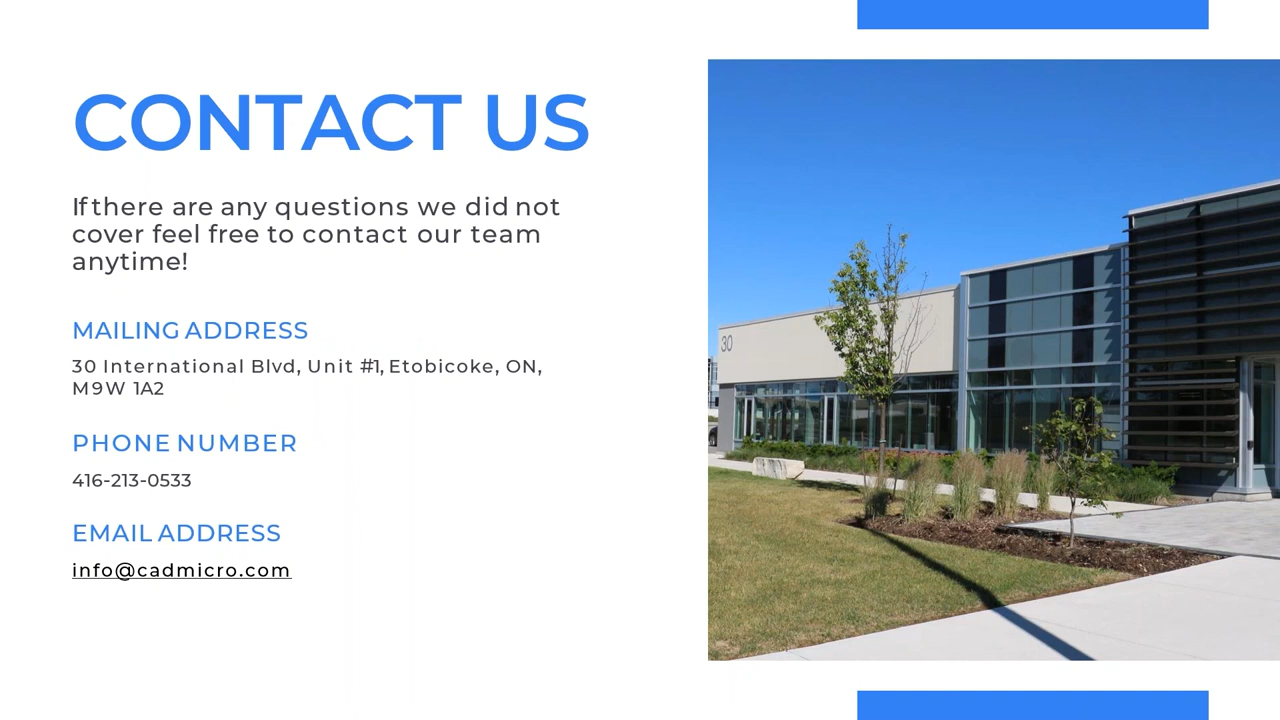 CONTACT US
If there are any questions we did not
cover feel free to contact our team
anytime!
MAILING ADDRESS
30 International Blvd, Unit #1, Etobicoke, ON,
M9W 1A2
PHONE NUMBER
416-213-0533
EMAIL ADDRESS
info@cadmicro.com
30